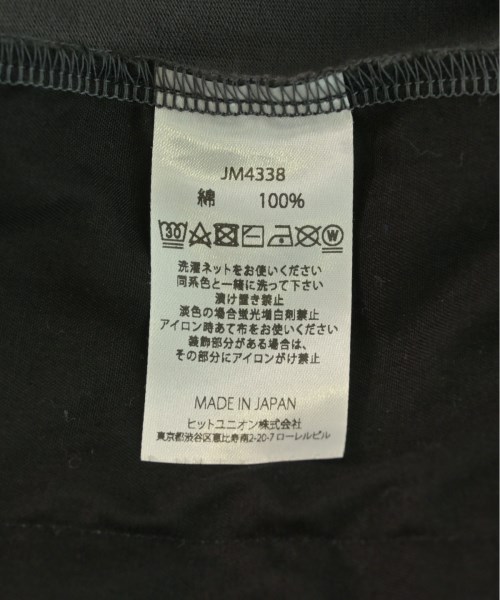 JM4338
綿 100%
30 W
洗濯ネットをお使いください
同系色と一緒に洗って下さい
漬け置き禁止
淡色の場合蛍光増白剤禁止
アイロン時あて布をお使いください
装飾部分がある場合は、
その部分にアイロンがけ禁止
MADE IN JAPAN
ヒットユニオン株式会社
東京都渋谷区恵比寿南2-20-7 ローレルビル